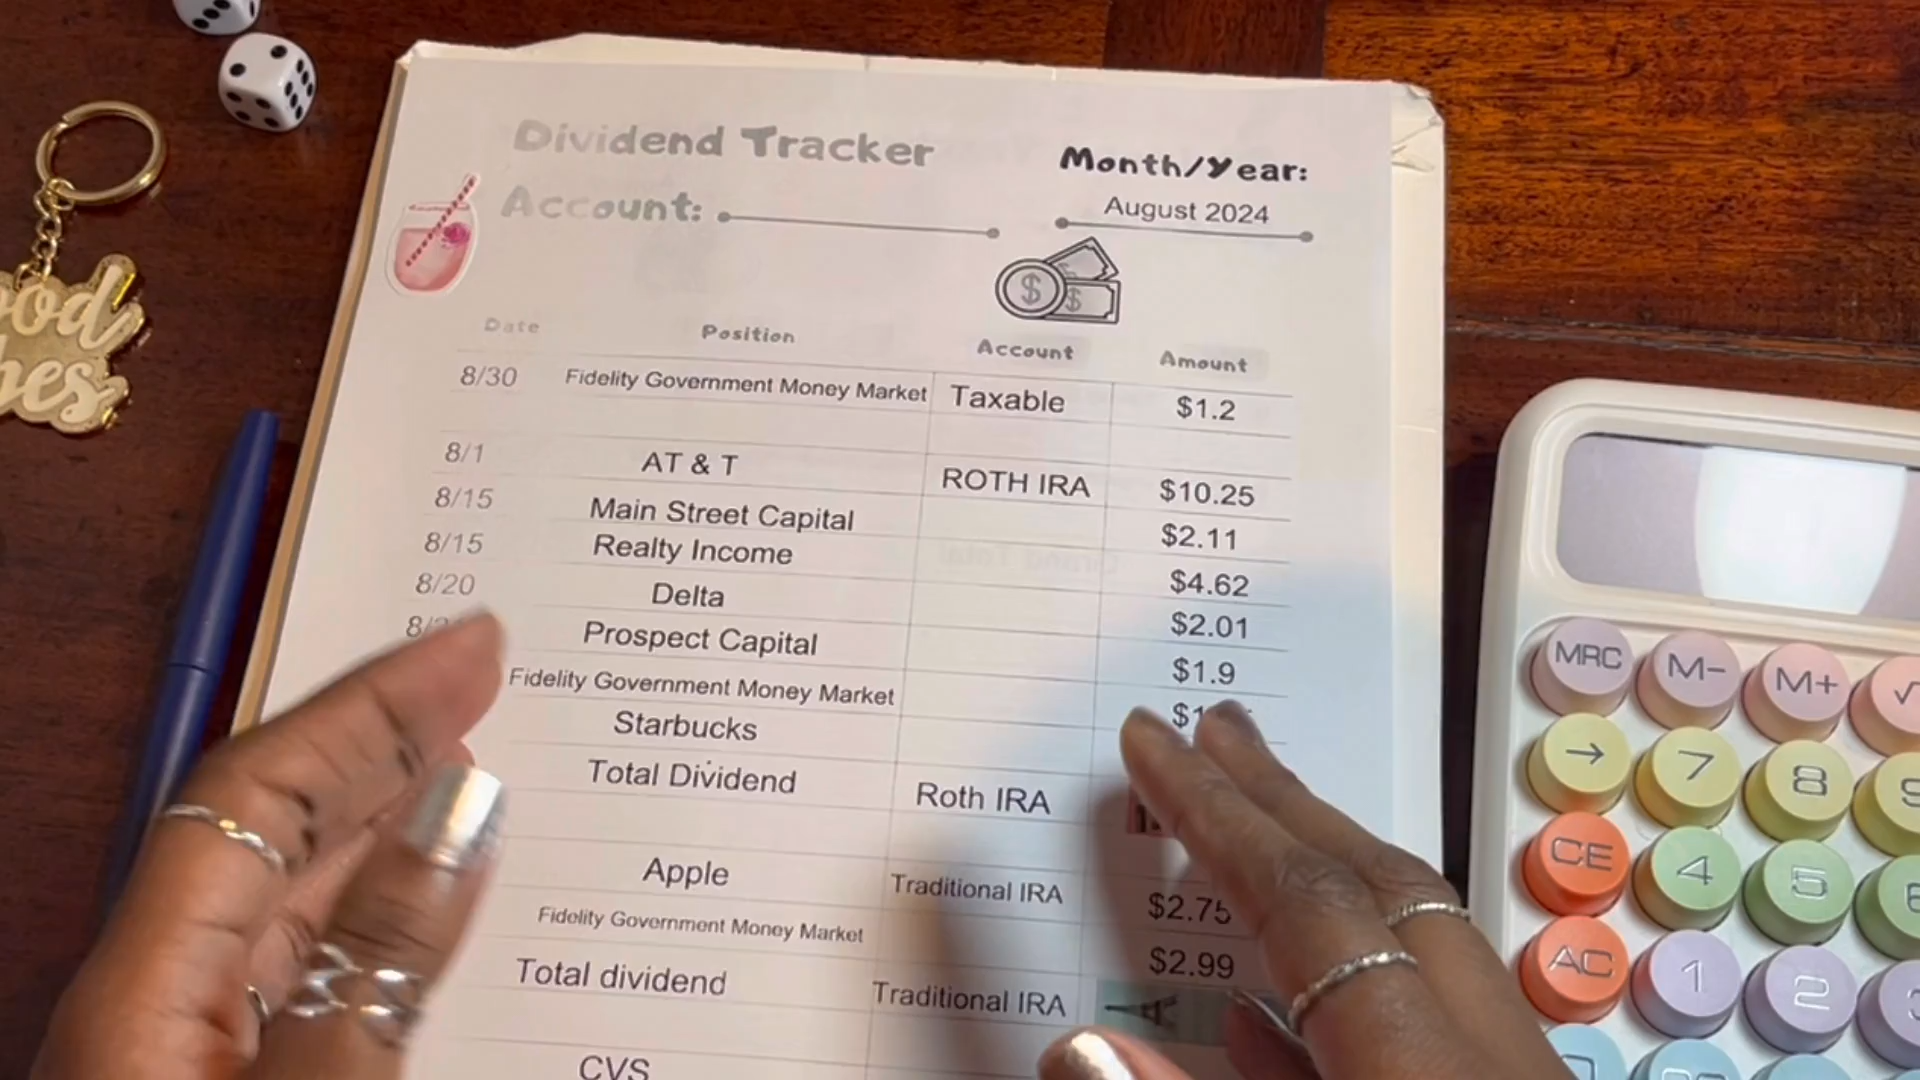 Dividend Tracker
Month/Year:
Account:
August 2024
Date Position Account Amount
8/30 Fidelity Government Money Market Taxable $1.2
8/1 AT & T ROTH IRA $10.25
8/15 Main Street Capital $2.11
8/15 Realty Income $4.62
8/20 Delta $2.01
Prospect Capital $1.9
Fidelity Government Money Market
Starbucks
Total Dividend Roth IRA
Apple Traditional IRA $2.75
Fidelity Government Money Market $2.99
Total dividend Traditional IRA
CVS
MRC M- M+ √
→ 7 8 9
CE 4 5 6
AC 1 2